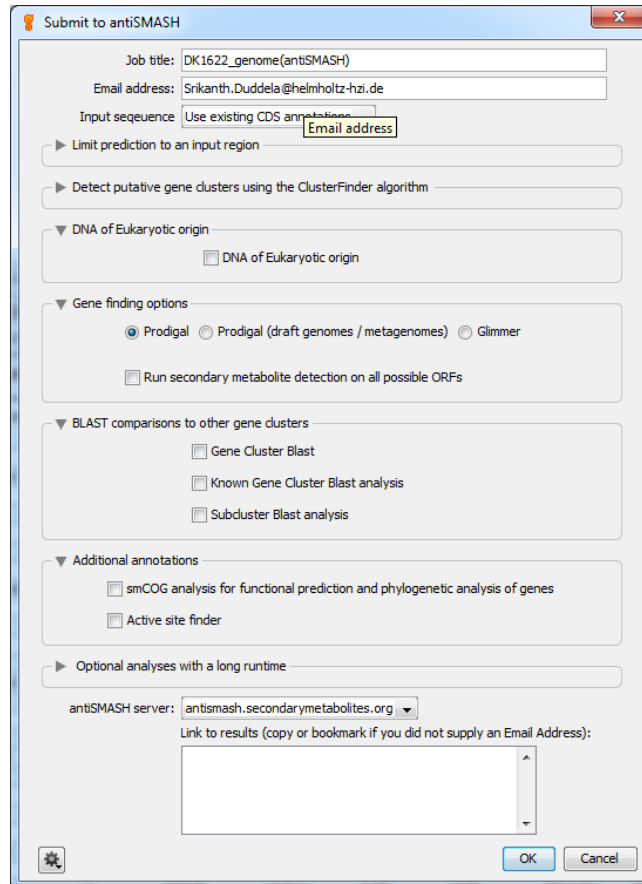 Submit to antiSMASH
Job title: DK1622_genome(antiSMASH)
Email address: Srikanth.Duddela@helmholtz-hzi.de
Input seqeuence Use existing CDS annotations
Email address
Limit prediction to an input region
Detect putative gene clusters using the ClusterFinder algorithm
DNA of Eukaryotic origin
DNA of Eukaryotic origin
Gene finding options
Prodigal Prodigal (draft genomes / metagenomes) Glimmer
Run secondary metabolite detection on all possible ORFs
BLAST comparisons to other gene clusters
Gene Cluster Blast
Known Gene Cluster Blast analysis
Subcluster Blast analysis
Additional annotations
smCOG analysis for functional prediction and phylogenetic analysis of genes
Active site finder
Optional analyses with a long runtime
antiSMASH server: antismash.secondarymetabolites.org
Link to results (copy or bookmark if you did not supply an Email Address):
OK Cancel